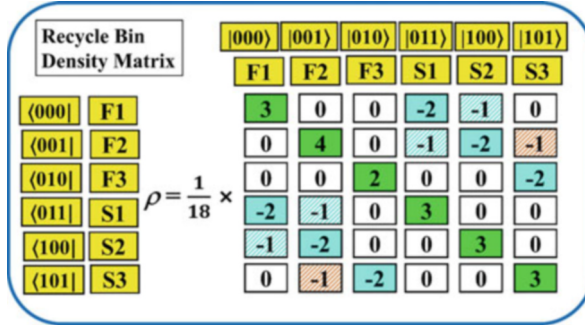 Recycle Bin
Density Matrix
|000⟩ |001⟩ |010⟩ |011⟩ |100⟩ |101⟩
F1 F2 F3 S1 S2 S3
⟨000| F1 3 0 0 -2 -1 0
⟨001| F2 0 4 0 -1 -2 -1
⟨010| F3 0 0 2 0 0 -2
ρ = 1/18 ×
⟨011| S1 -2 -1 0 3 0 0
⟨100| S2 -1 -2 0 0 3 0
⟨101| S3 0 -1 -2 0 0 3